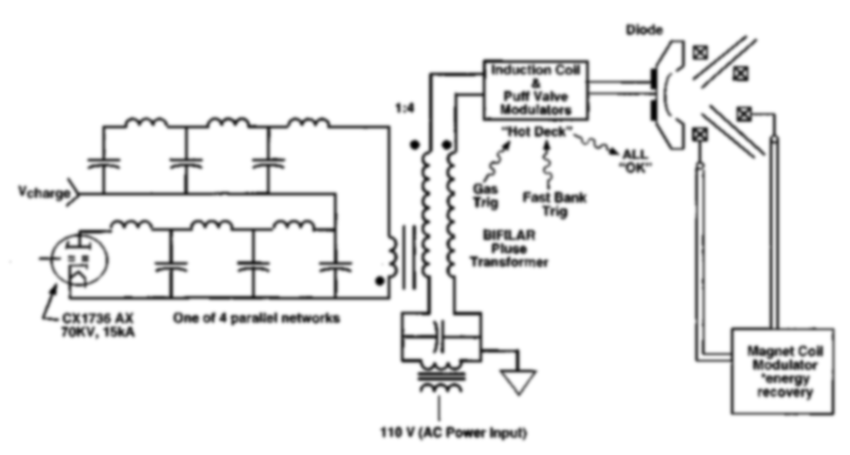 Diode
Induction Coil
&
Puff Valve
Modulators
1:4
"Hot Deck"
ALL
"OK"
Gas
Trig
Fast Bank
Trig
Vcharge
BIFILAR
Pluse
Transformer
CX1736 AX
70KV, 15kA
One of 4 parallel networks
Magnet Coil
Modulator
*energy
recovery
110 V (AC Power Input)